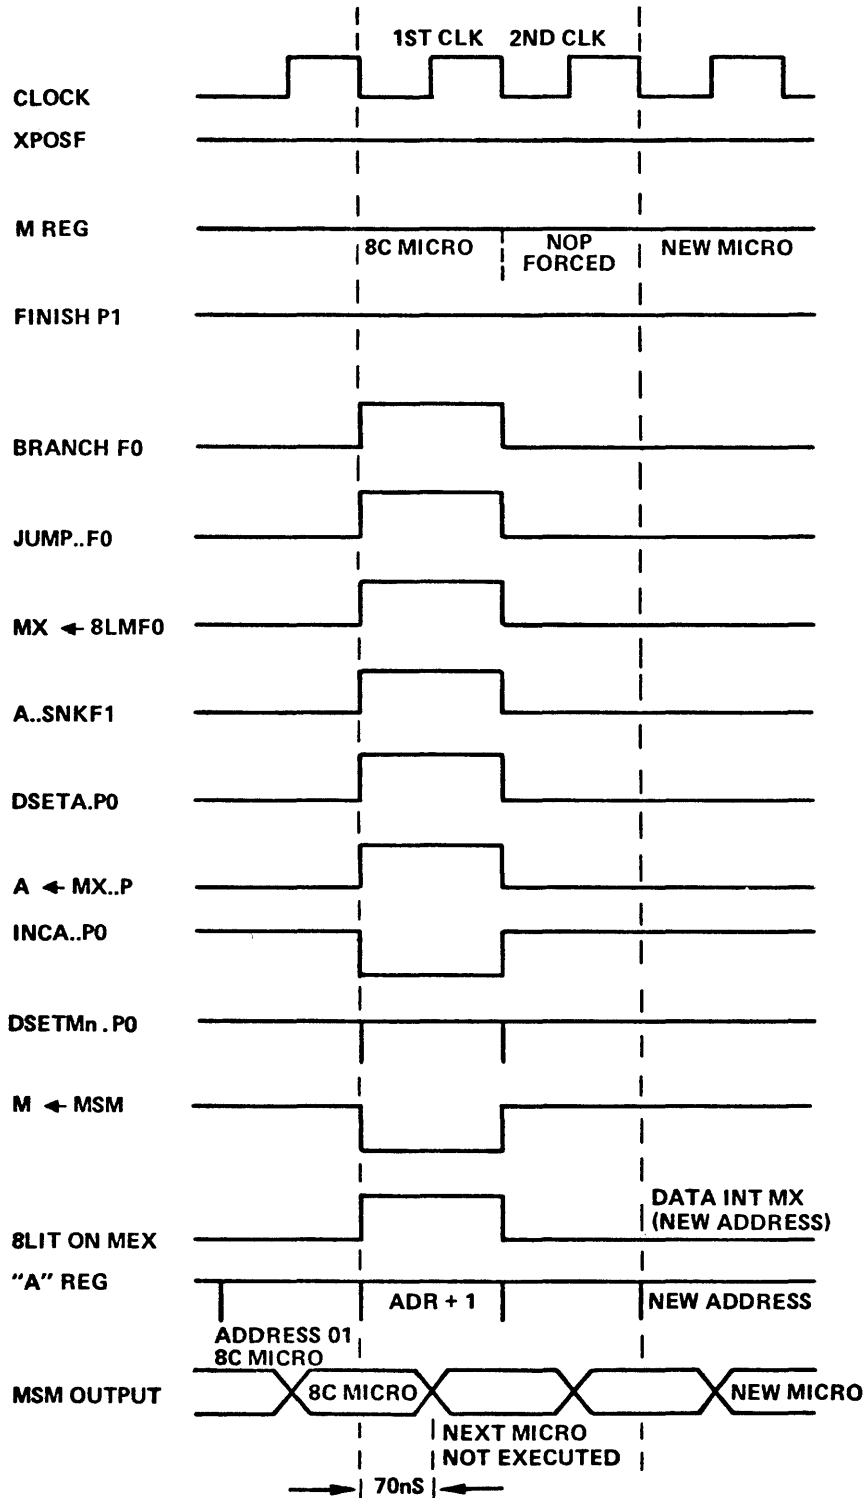 1ST CLK 2ND CLK
CLOCK
XPOSF
M REG
8C MICRO
NOP
FORCED
NEW MICRO
FINISH P1
BRANCH F0
JUMP..F0
MX ← 8LMF0
A..SNKF1
DSETA.P0
A ← MX..P
INCA..P0
DSETMn.P0
M ← MSM
DATA INT MX
(NEW ADDRESS)
8LIT ON MEX
"A" REG
ADR + 1
NEW ADDRESS
ADDRESS 01
8C MICRO
MSM OUTPUT
8C MICRO
NEW MICRO
NEXT MICRO
NOT EXECUTED
70nS